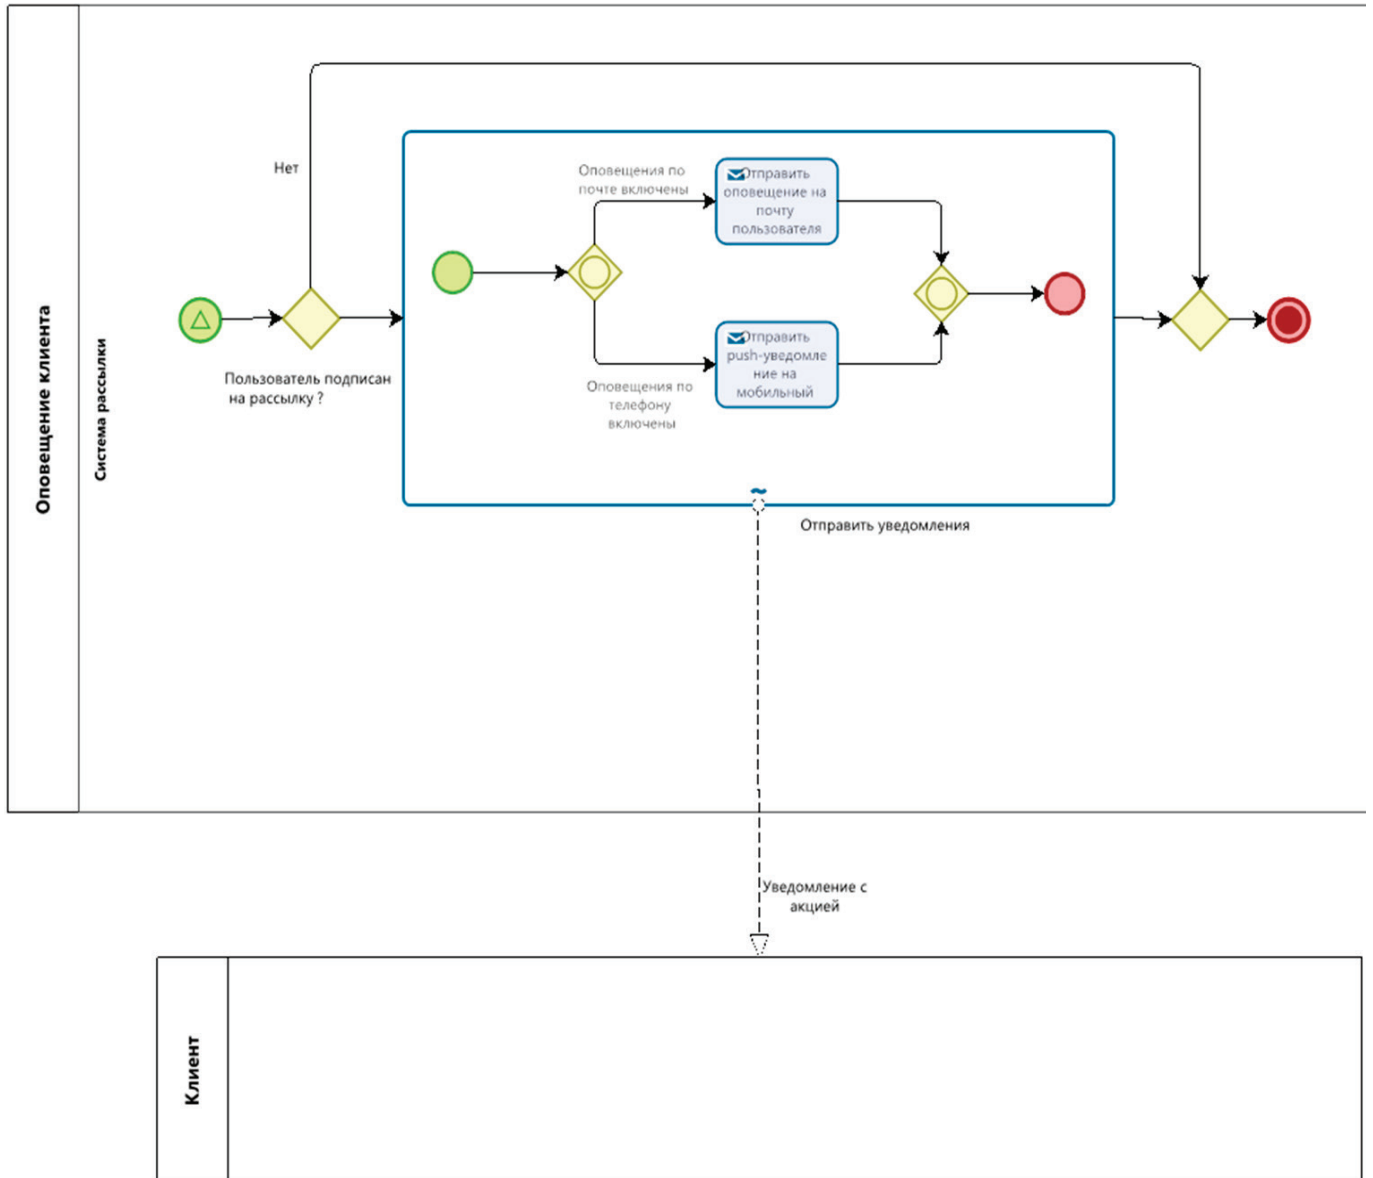 Оповещение клиента
Система рассылки
Нет
Пользователь подписан
на рассылку ?
Оповещения по
почте включены
Отправить
оповещение на
почту
пользователя
Оповещения по
телефону
включены
Отправить
push-уведомле
ние на
мобильный
Отправить уведомления
Уведомление с
акцией
Клиент